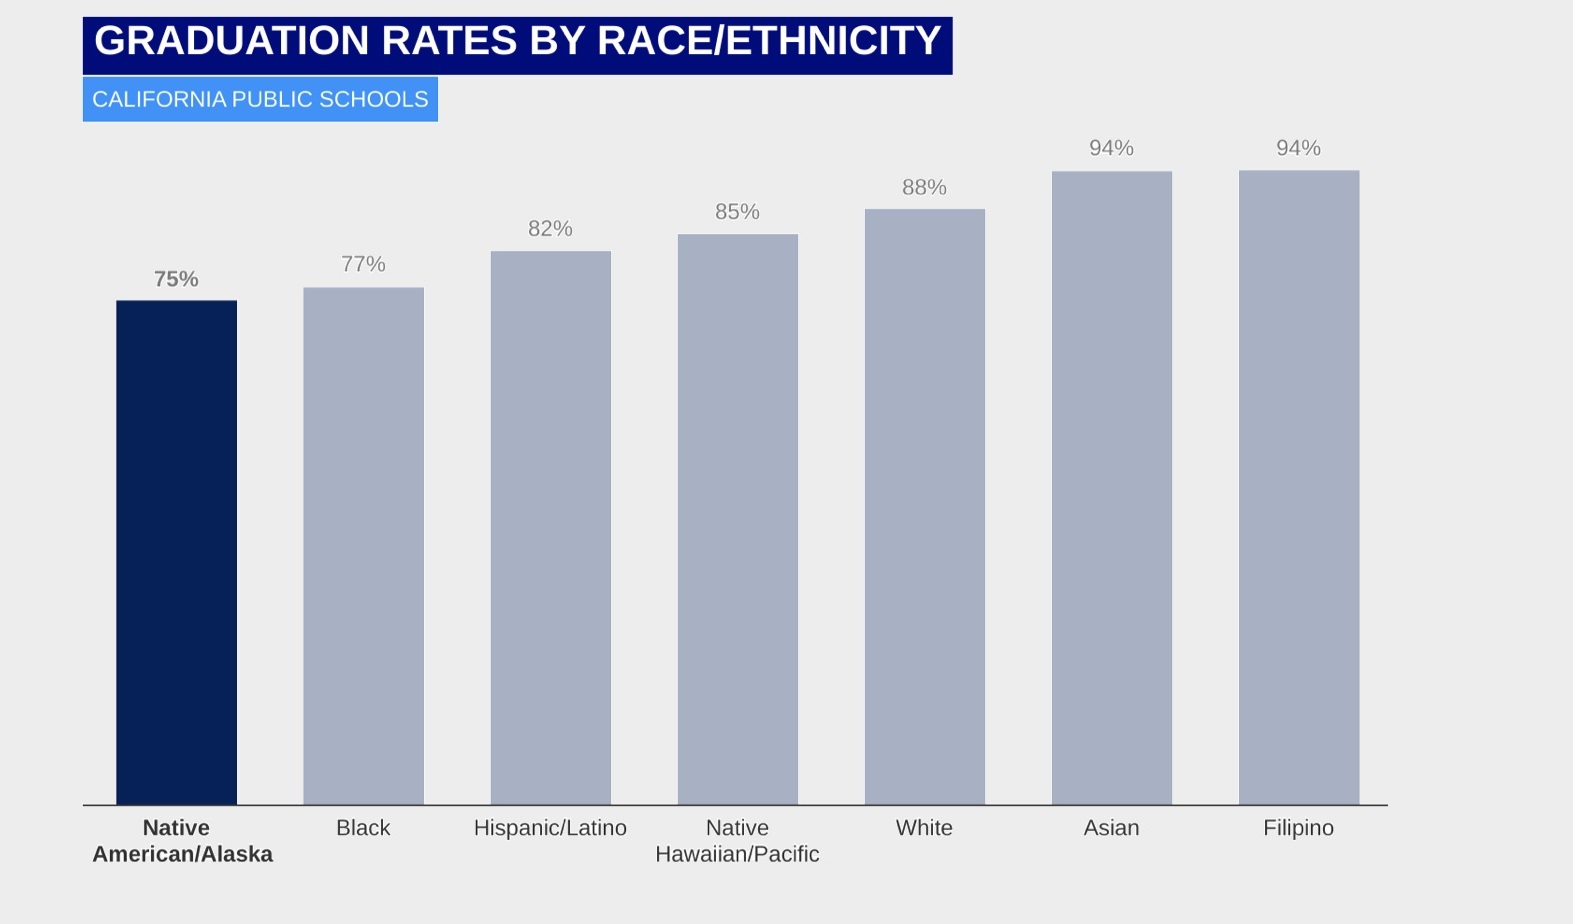 GRADUATION RATES BY RACE/ETHNICITY
CALIFORNIA PUBLIC SCHOOLS
75%
77%
82%
85%
88%
94%
94%
Native
American/Alaska
Black
Hispanic/Latino
Native
Hawaiian/Pacific
White
Asian
Filipino